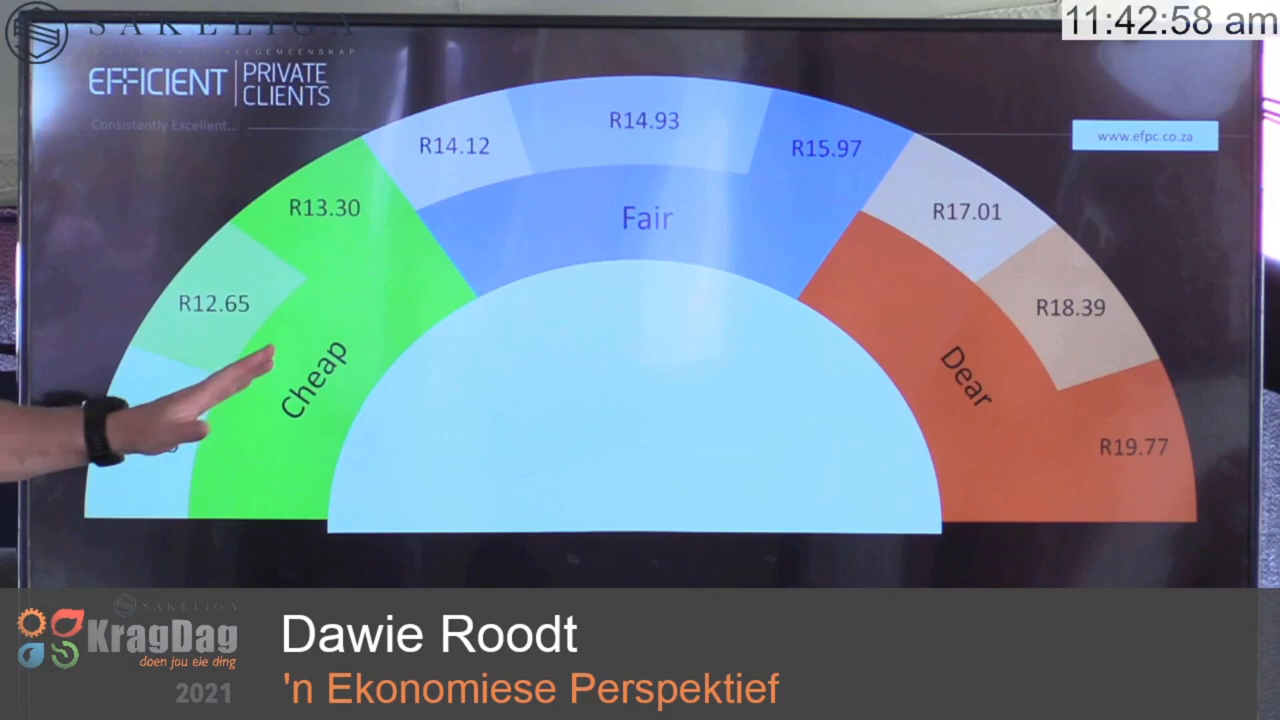 11:42:58 am
SAKELIGA
EFFICIENT PRIVATE CLIENTS
Consistently Excellent...
www.efpc.co.za
R12.65
R13.30
R14.12
R14.93
R15.97
R17.01
R18.39
R19.77
Cheap
Fair
Dear
SAKELIGA
KragDag
doen jou eie ding
2021
Dawie Roodt
'n Ekonomiese Perspektief